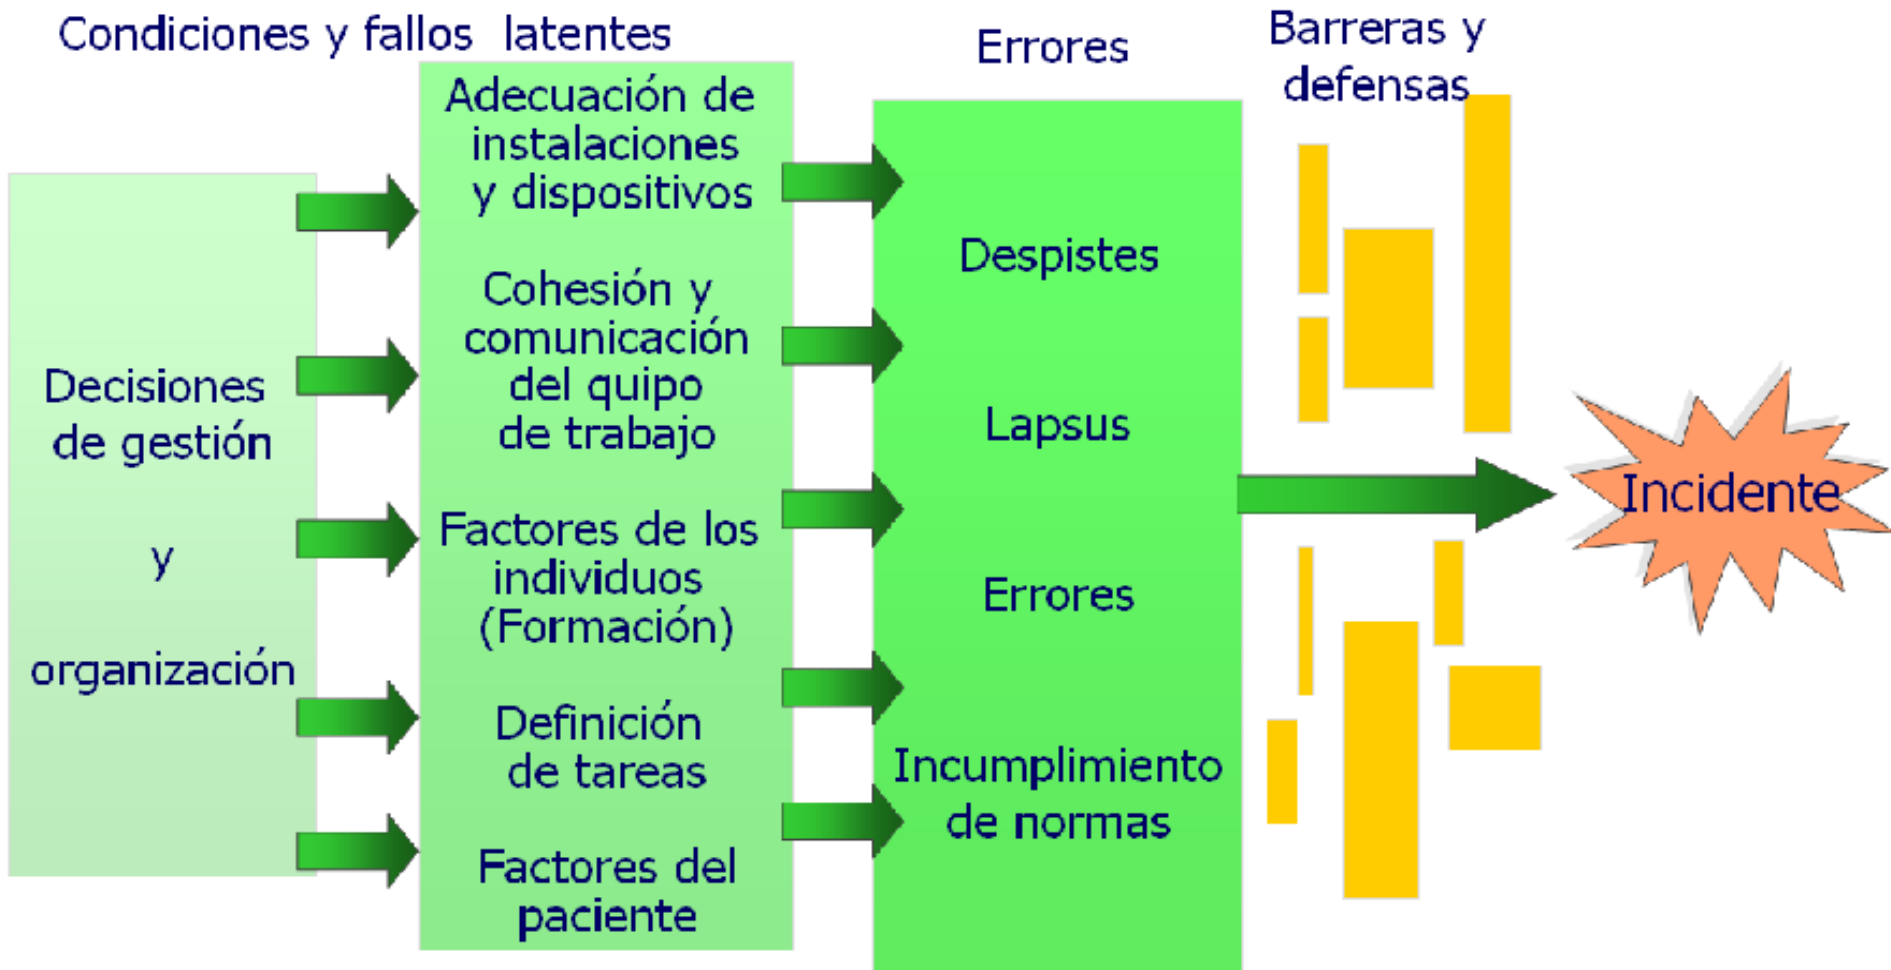 Condiciones y fallos latentes
Errores
Barreras y
defensas
Decisiones
de gestión
y
organización
Adecuación de
instalaciones
y dispositivos
Cohesión y
comunicación
del quipo
de trabajo
Factores de los
individuos
(Formación)
Definición
de tareas
Factores del
paciente
Despistes
Lapsus
Errores
Incumplimiento
de normas
Incidente